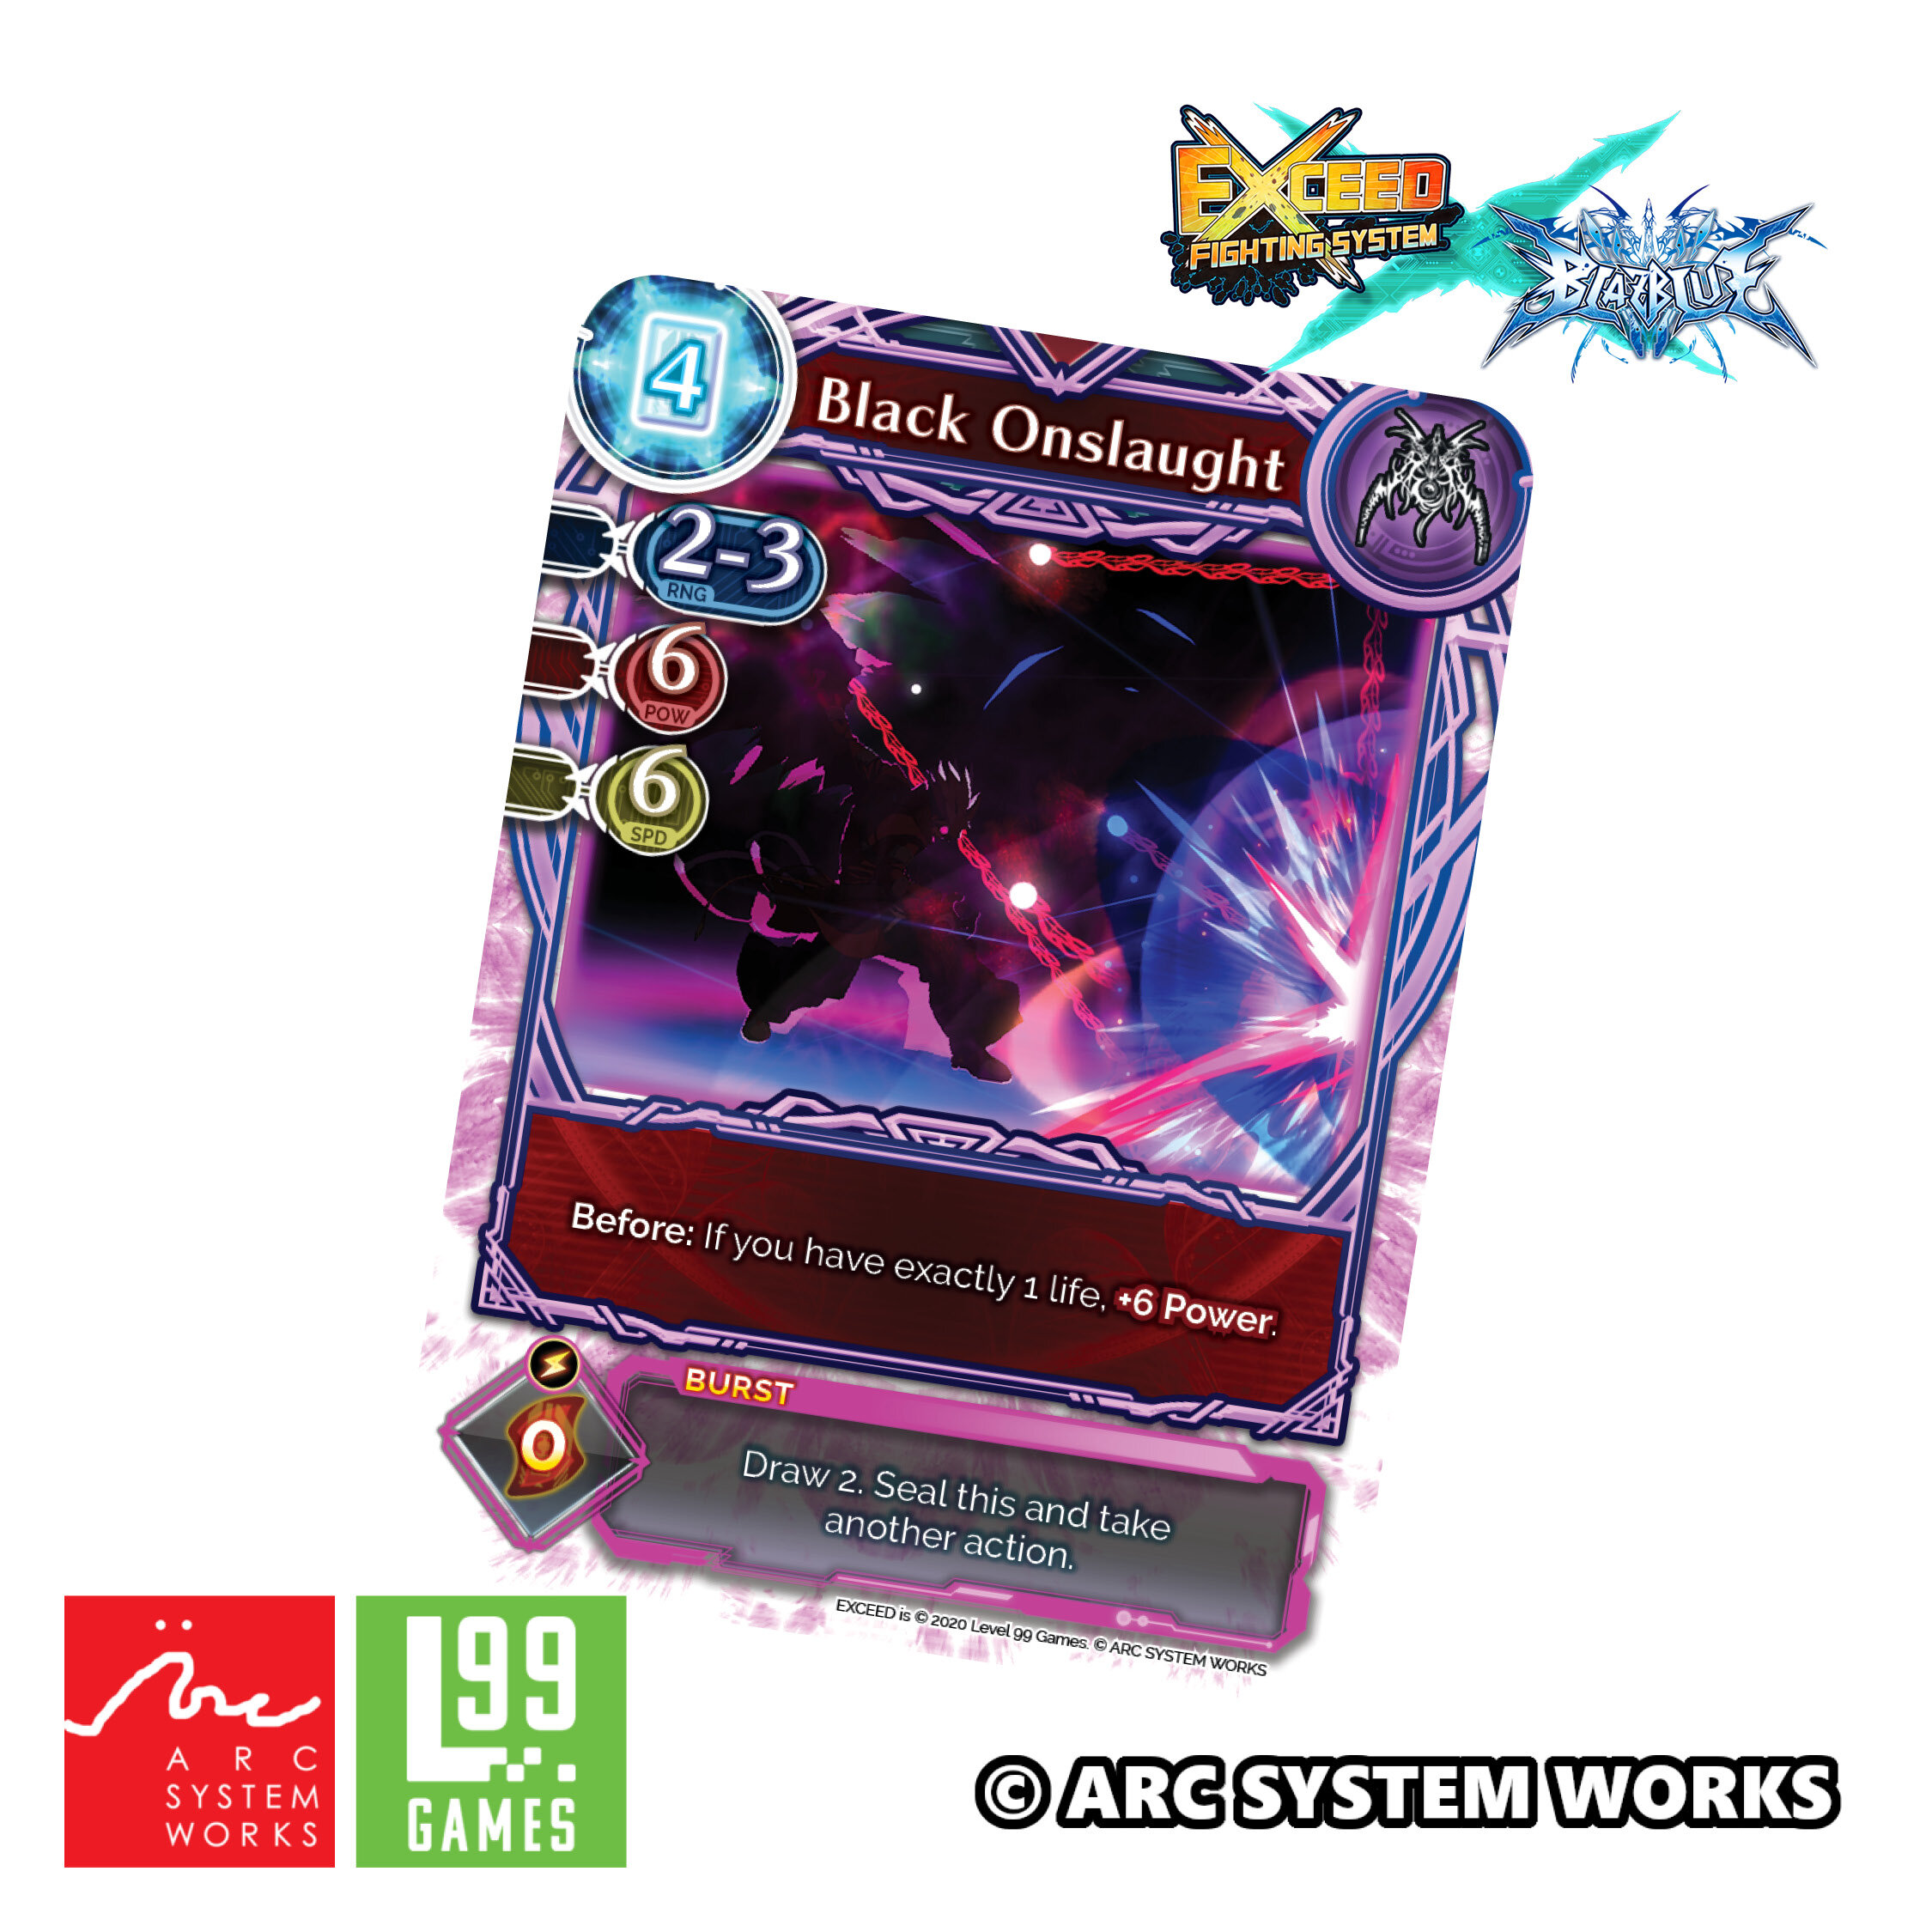 EXCEED
FIGHTING SYSTEM
BLAZBLUE
4
Black Onslaught
2-3
RNG
6
POW
6
SPD
Before: If you have exactly 1 life, +6 Power.
BURST
0
Draw 2. Seal this and take
another action.
EXCEED is © 2020 Level 99 Games. © ARC SYSTEM WORKS
Arc
ARC
SYSTEM
WORKS
L99
GAMES
© ARC SYSTEM WORKS